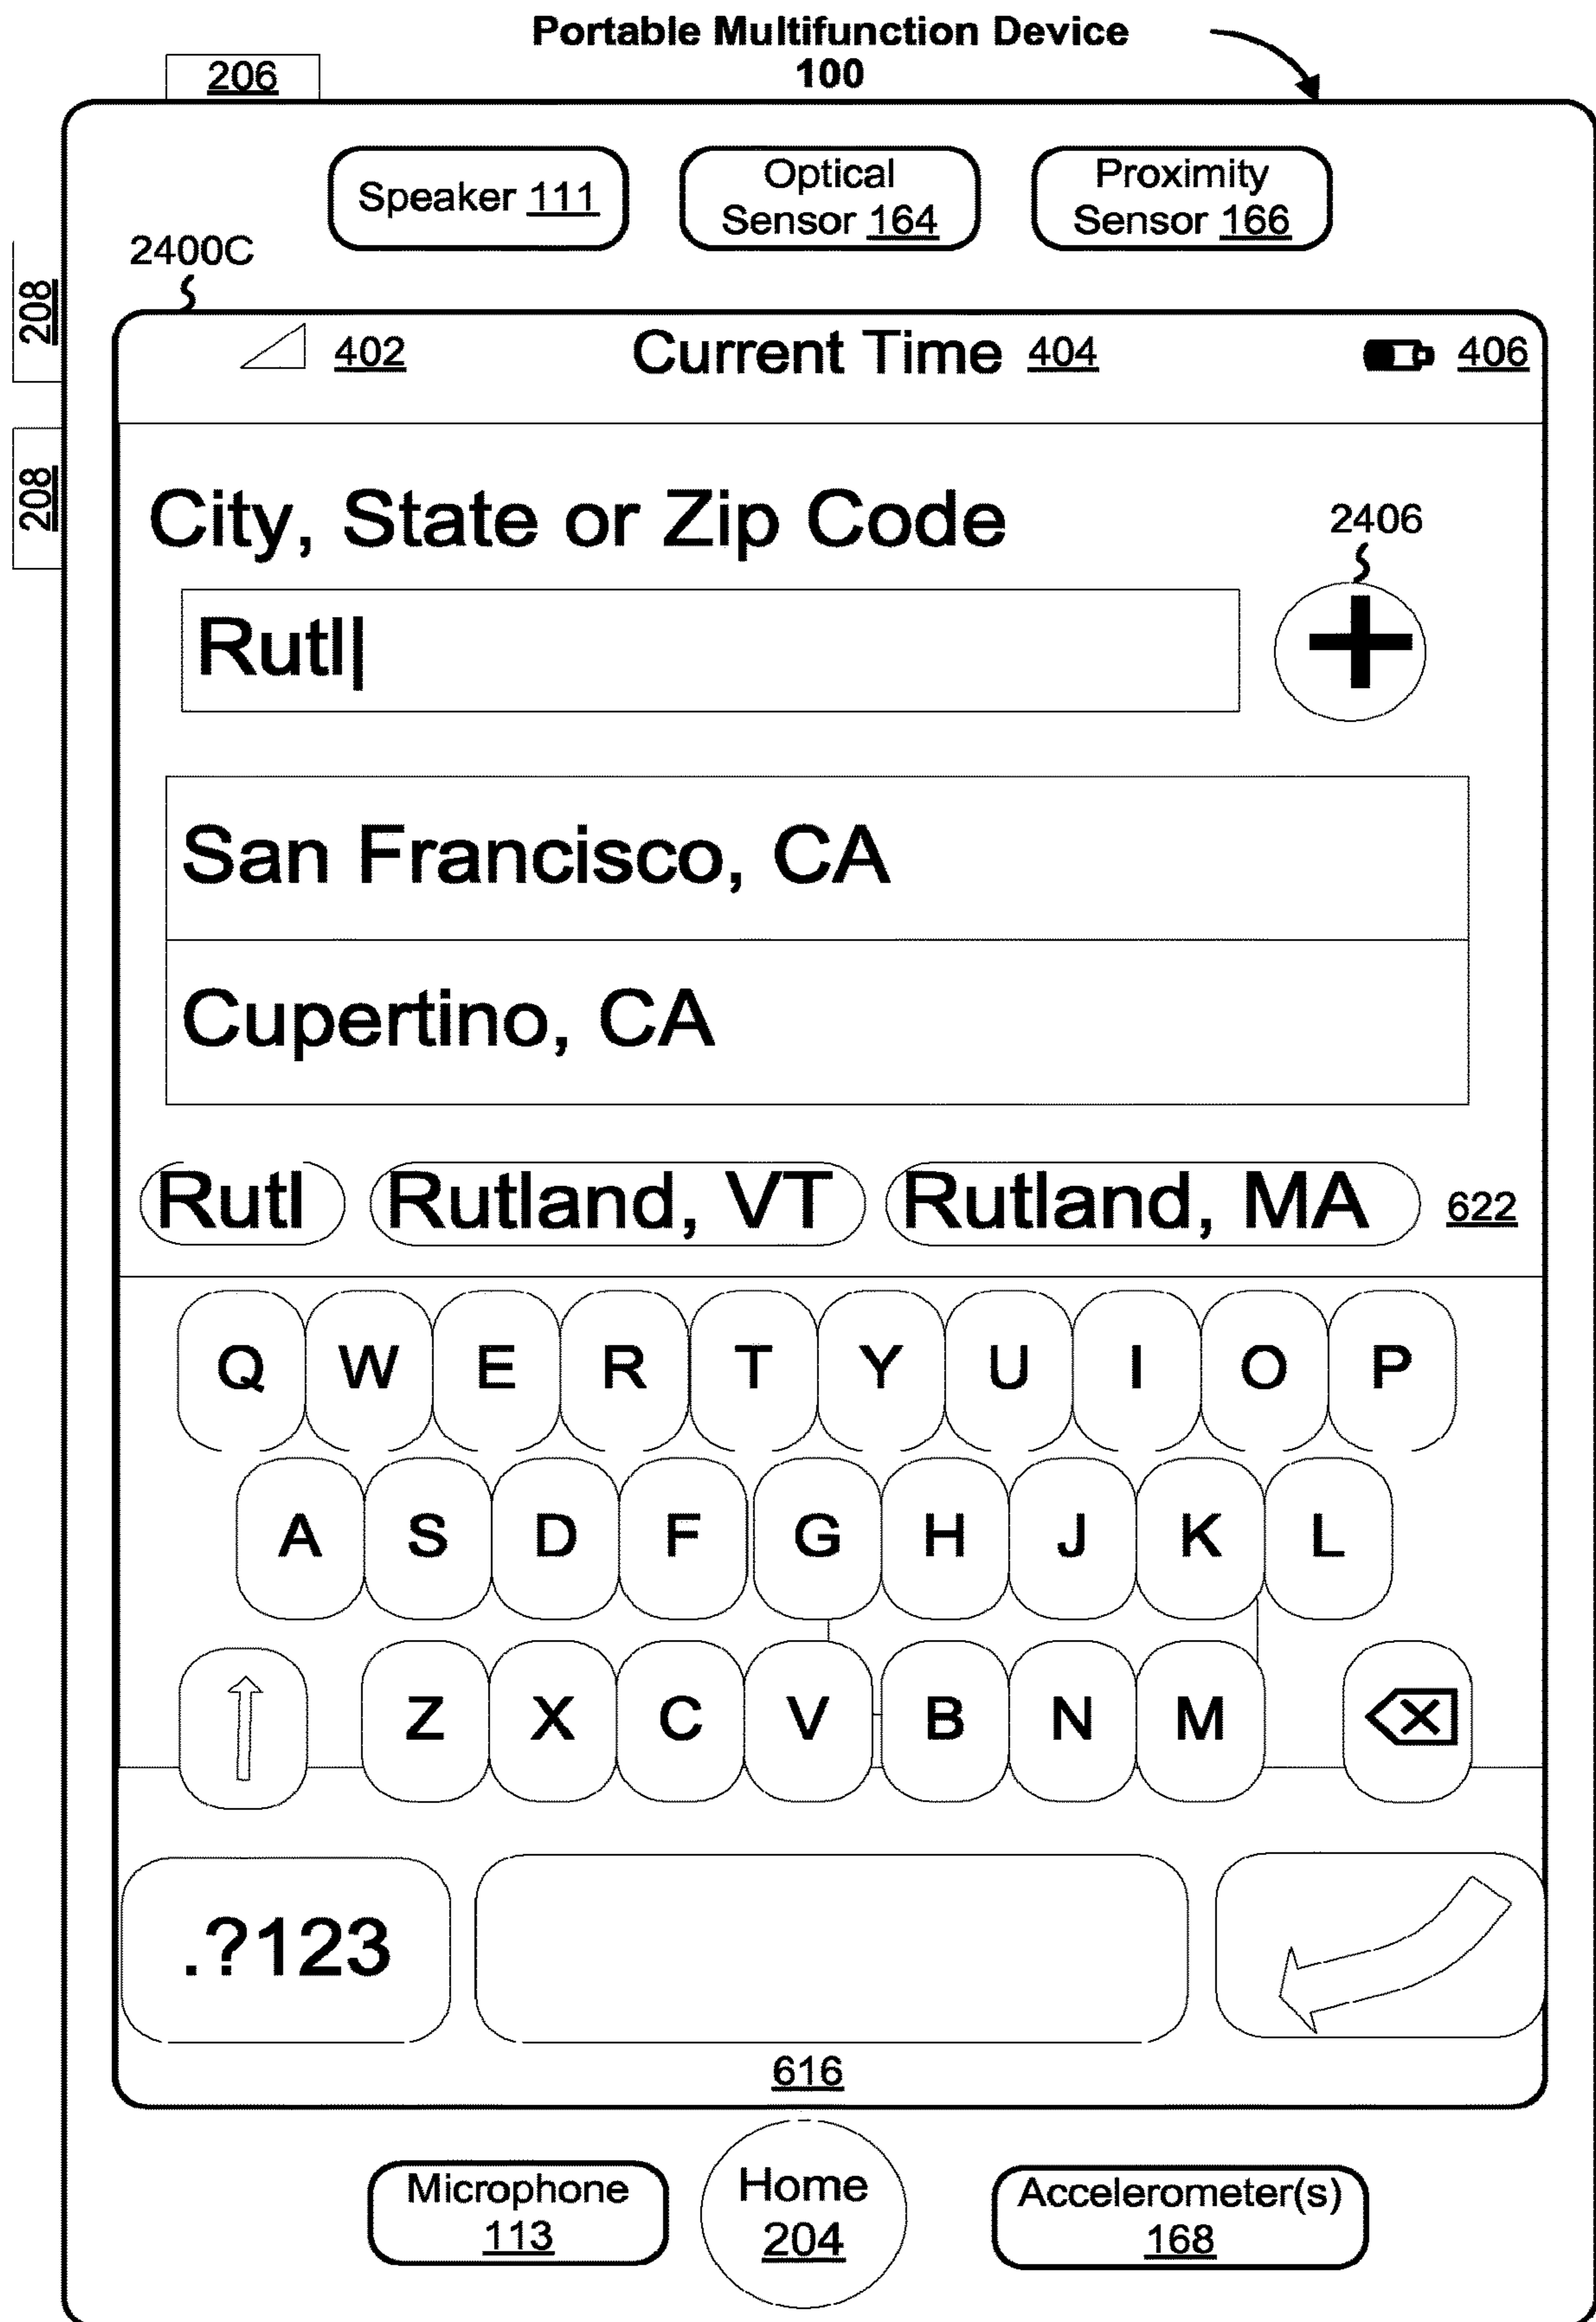 Portable Multifunction Device
100
206
Speaker 111
Optical
Sensor 164
Proximity
Sensor 166
2400C
208
208
402
Current Time 404
406
City, State or Zip Code
2406
Rutl
San Francisco, CA
Cupertino, CA
Rutl Rutland, VT Rutland, MA 622
Q W E R T Y U I O P
A S D F G H J K L
Z X C V B N M
.?123
616
Microphone
113
Home
204
Accelerometer(s)
168